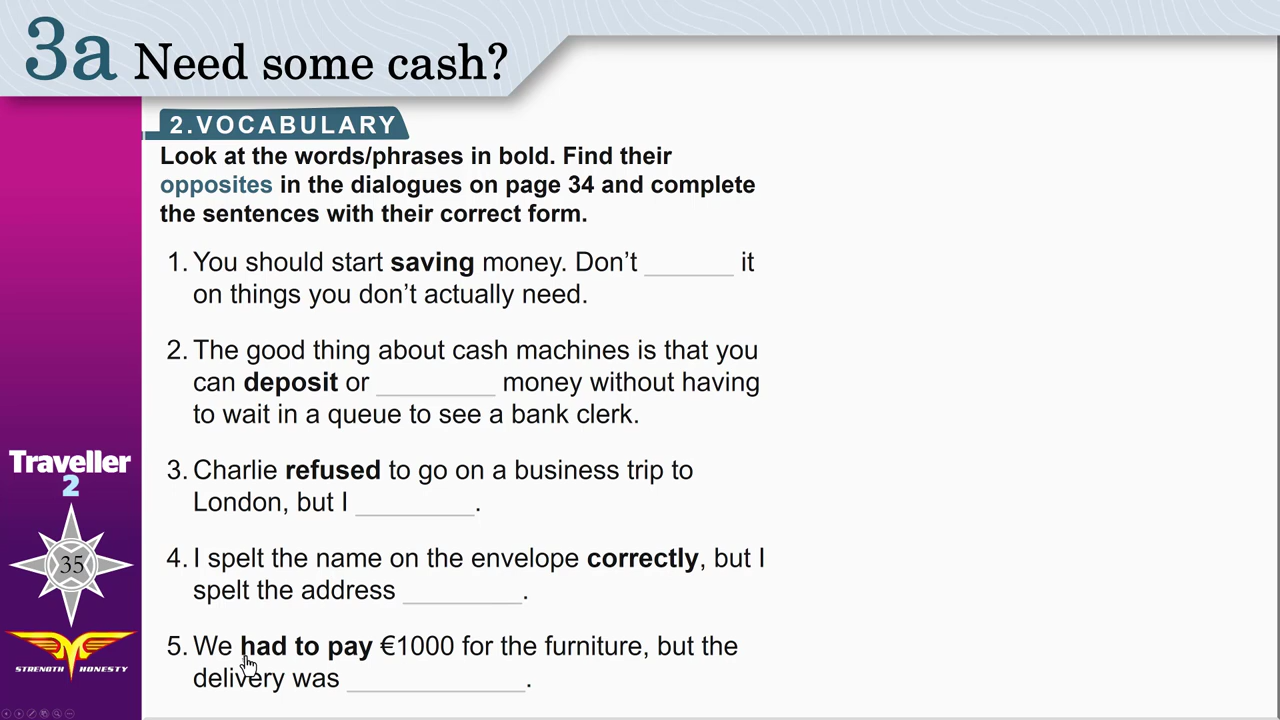 3a Need some cash?
2.VOCABULARY
Look at the words/phrases in bold. Find their
opposites in the dialogues on page 34 and complete
the sentences with their correct form.
1. You should start saving money. Don’t _______ it
on things you don’t actually need.
2. The good thing about cash machines is that you
can deposit or _________ money without having
to wait in a queue to see a bank clerk.
3. Charlie refused to go on a business trip to
London, but I _________.
4. I spelt the name on the envelope correctly, but I
spelt the address _________.
5. We had to pay €1000 for the furniture, but the
delivery was ______________.
Traveller
2
35
STRENGTH HONESTY